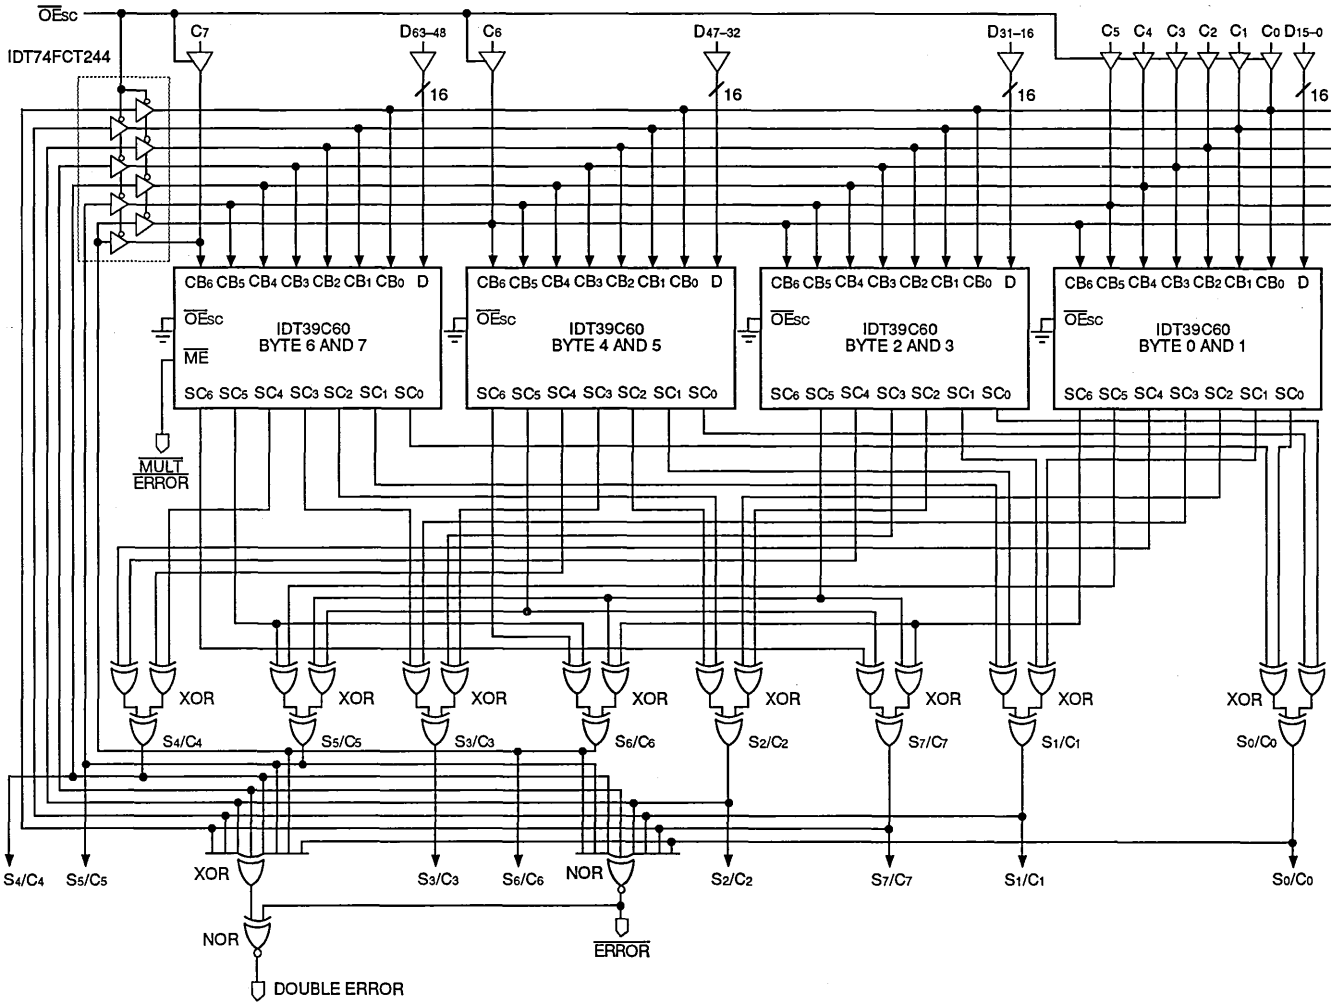 OESC
C7 D63–48 C6 D47–32 D31–16 C5 C4 C3 C2 C1 C0 D15–0
IDT74FCT244
16 16 16 16
CB6 CB5 CB4 CB3 CB2 CB1 CB0 D
OESC
IDT39C60
BYTE 6 AND 7
ME
SC6 SC5 SC4 SC3 SC2 SC1 SC0
CB6 CB5 CB4 CB3 CB2 CB1 CB0 D
OESC
IDT39C60
BYTE 4 AND 5
SC6 SC5 SC4 SC3 SC2 SC1 SC0
CB6 CB5 CB4 CB3 CB2 CB1 CB0 D
OESC
IDT39C60
BYTE 2 AND 3
SC6 SC5 SC4 SC3 SC2 SC1 SC0
CB6 CB5 CB4 CB3 CB2 CB1 CB0 D
OESC
IDT39C60
BYTE 0 AND 1
SC6 SC5 SC4 SC3 SC2 SC1 SC0
MULT
ERROR
XOR XOR XOR XOR XOR XOR XOR XOR
S4/C4 S5/C5 S3/C3 S6/C6 S2/C2 S7/C7 S1/C1 S0/C0
XOR NOR
S4/C4 S5/C5 S3/C3 S6/C6 S2/C2 S7/C7 S1/C1 S0/C0
NOR
ERROR
DOUBLE ERROR